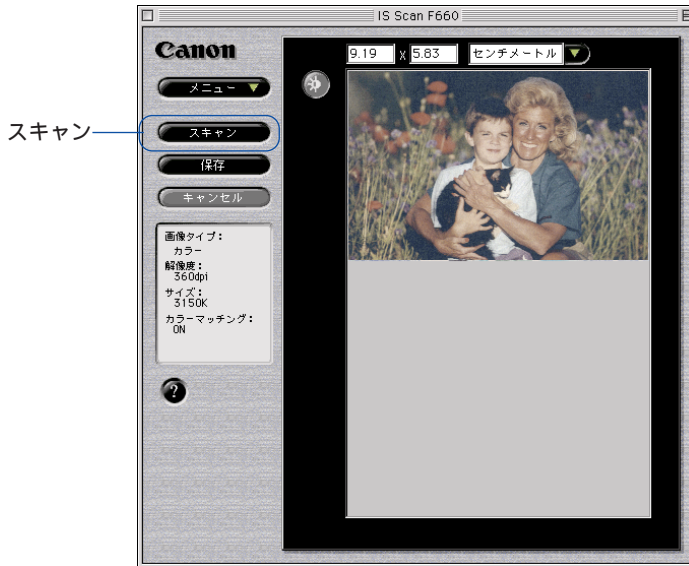 IS Scan F660
Canon
9.19 x 5.83 センチメートル
メニュー
スキャン
スキャン
保存
キャンセル
画像タイプ:
カラー
解像度:
360dpi
サイズ:
3150K
カラーマッチング:
ON
?